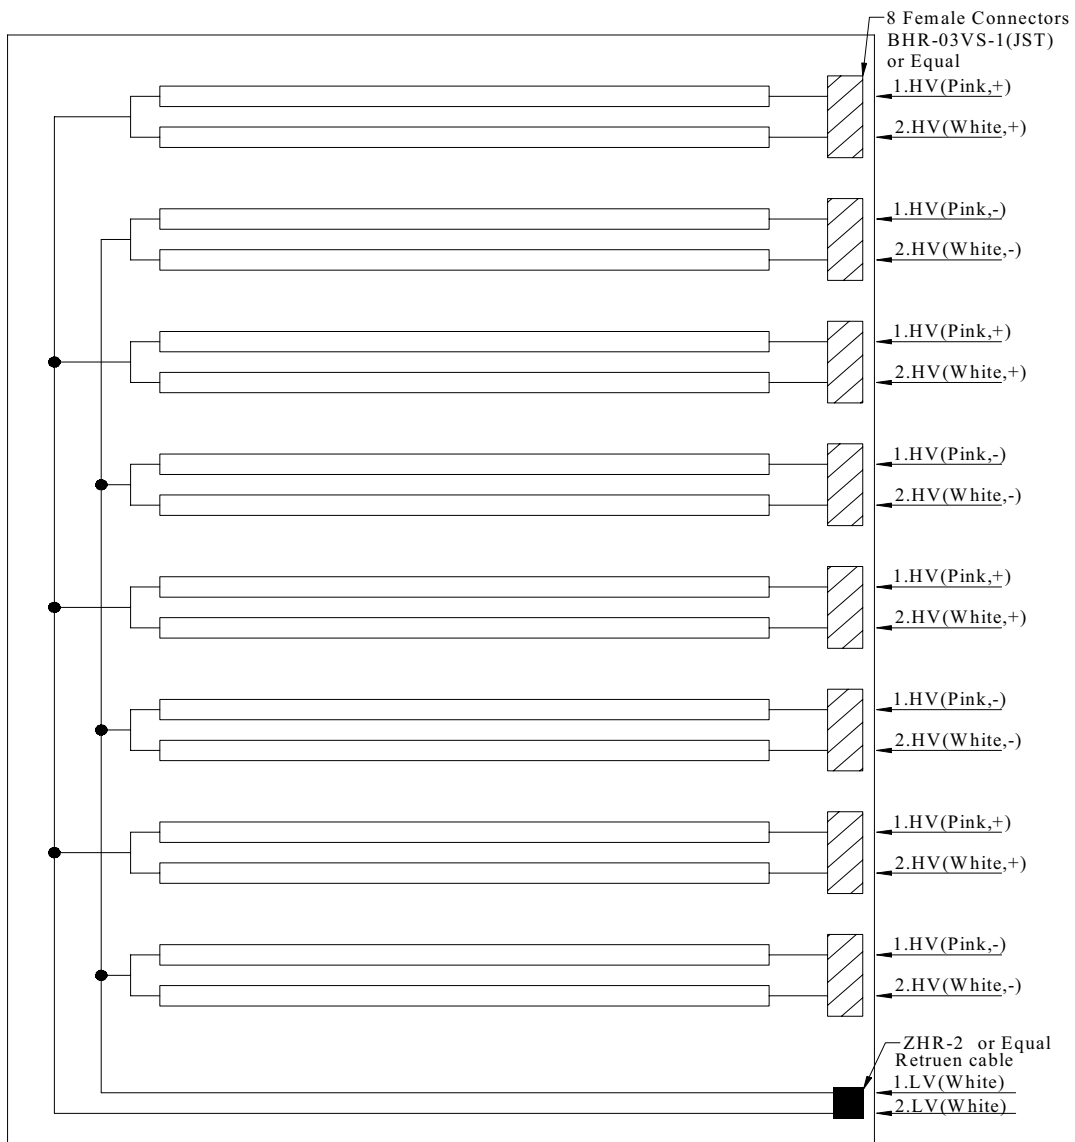 8 Female Connectors
BHR-03VS-1(JST)
or Equal
1.HV(Pink,+)
2.HV(White,+)
1.HV(Pink,-)
2.HV(White,-)
1.HV(Pink,+)
2.HV(White,+)
1.HV(Pink,-)
2.HV(White,-)
1.HV(Pink,+)
2.HV(White,+)
1.HV(Pink,-)
2.HV(White,-)
1.HV(Pink,+)
2.HV(White,+)
1.HV(Pink,-)
2.HV(White,-)
ZHR-2 or Equal
Retruen cable
1.LV(White)
2.LV(White)